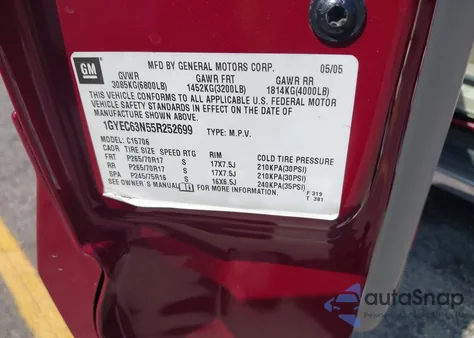 GM
MFD BY GENERAL MOTORS CORP. 05/05
GVWR GAWR FRT GAWR RR
3085KG(6800LB) 1452KG(3200LB) 1814KG(4000LB)
THIS VEHICLE CONFORMS TO ALL APPLICABLE U.S. FEDERAL MOTOR
VEHICLE SAFETY STANDARDS IN EFFECT ON THE DATE OF
MANUFACTURE SHOWN ABOVE.
1GYEC63N55R252699 TYPE: M.P.V.
MODEL: C15706
CAOR TIRE SIZE SPEED RTG RIM COLD TIRE PRESSURE
FRT P265/70R17 S 17X7.5J 210KPA(30PSI)
RR P265/70R17 S 17X7.5J 210KPA(30PSI)
SPA P245/75R16 S 16X6.5J 240KPA(35PSI)
SEE OWNER'S MANUAL FOR MORE INFORMATION.
F 319
T 381
autoSnap